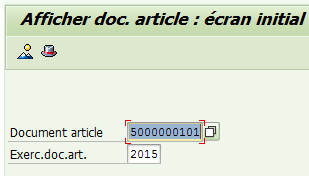 Afficher doc. article : écran initial
Document article 5000000101
Exerc.doc.art. 2015